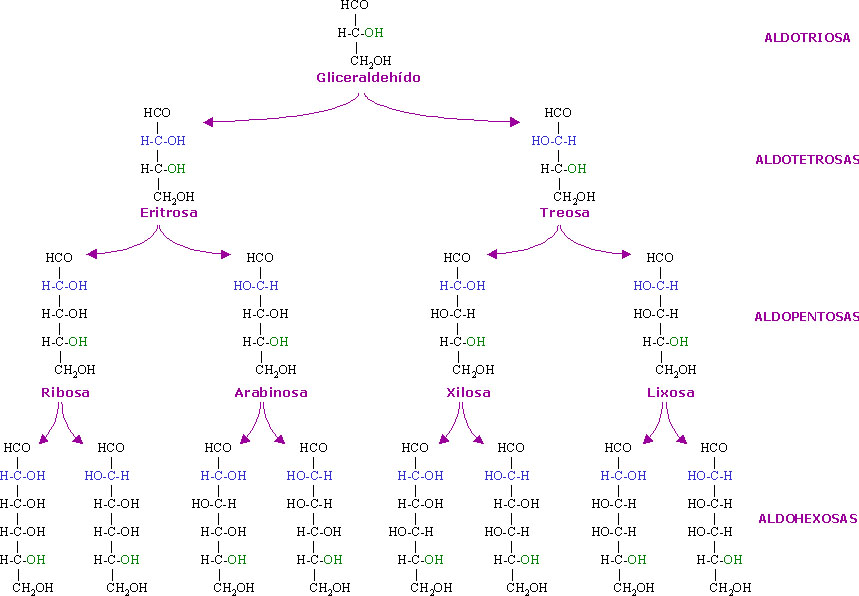 HCO
H-C-OH
ALDOTRIOSA
CH2OH
Gliceraldehído
HCO HCO
H-C-OH HO-C-H
ALDOTETROSAS
H-C-OH H-C-OH
CH2OH CH2OH
Eritrosa Treosa
HCO HCO HCO HCO
H-C-OH HO-C-H H-C-OH HO-C-H
H-C-OH H-C-OH HO-C-H HO-C-H
ALDOPENTOSAS
H-C-OH H-C-OH H-C-OH H-C-OH
CH2OH CH2OH CH2OH CH2OH
Ribosa Arabinosa Xilosa Lixosa
HCO HCO HCO HCO HCO HCO HCO HCO
H-C-OH HO-C-H H-C-OH HO-C-H H-C-OH HO-C-H H-C-OH HO-C-H
H-C-OH H-C-OH HO-C-H HO-C-H H-C-OH H-C-OH HO-C-H HO-C-H
ALDOHEXOSAS
H-C-OH H-C-OH H-C-OH H-C-OH HO-C-H HO-C-H HO-C-H HO-C-H
H-C-OH H-C-OH H-C-OH H-C-OH H-C-OH H-C-OH H-C-OH H-C-OH
CH2OH CH2OH CH2OH CH2OH CH2OH CH2OH CH2OH CH2OH